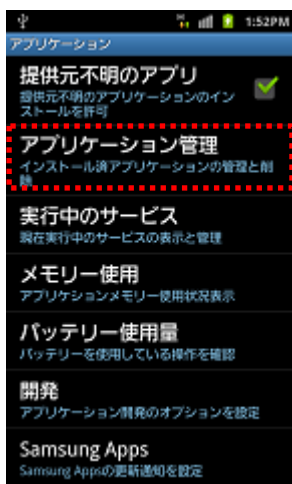 1:52PM
アプリケーション
提供元不明のアプリ
提供元不明のアプリケーションのイン
ストールを許可
アプリケーション管理
インストール済アプリケーションの管理と削
除
実行中のサービス
現在実行中のサービスの表示と管理
メモリー使用
アプリケションメモリー使用状況表示
バッテリー使用量
バッテリーを使用している操作を確認
開発
アプリケーション開発のオプションを設定
Samsung Apps
Samsung Appsの更新通知を設定